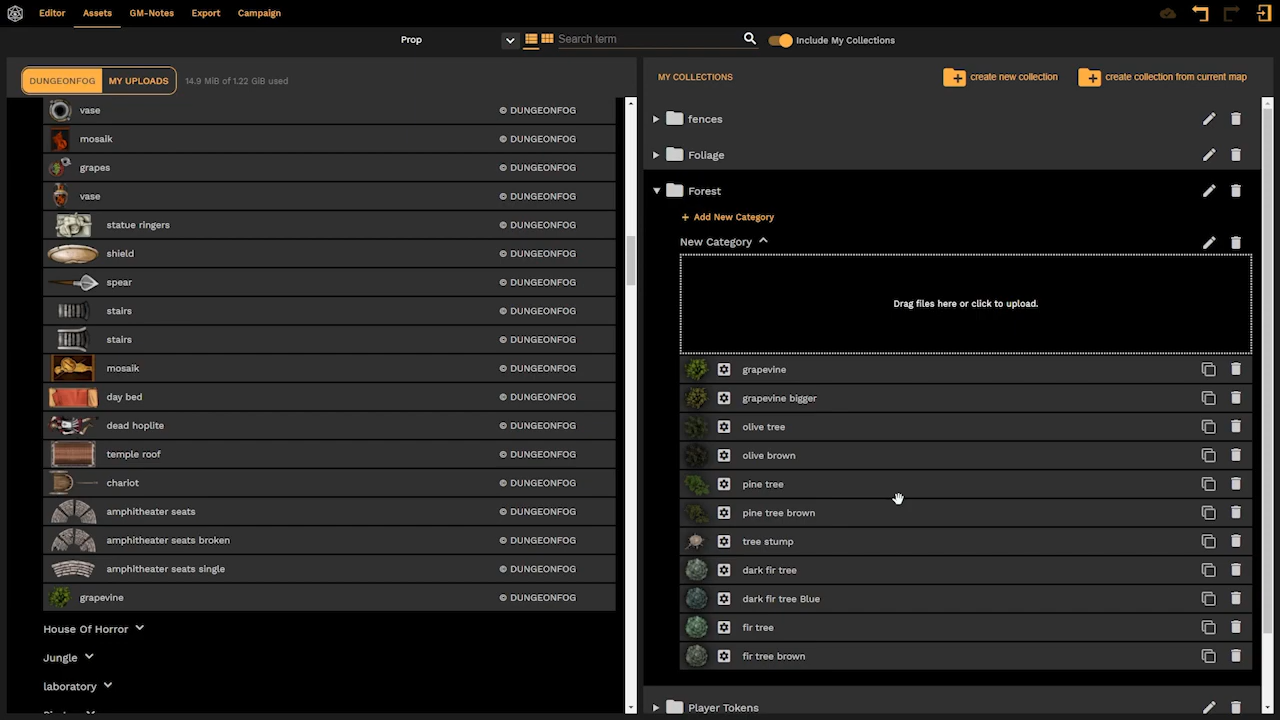 Editor Assets GM-Notes Export Campaign
Prop Search term Include My Collections
DUNGEONFOG MY UPLOADS 14.9 MiB of 1.22 GiB used
vase © DUNGEONFOG
mosaik © DUNGEONFOG
grapes © DUNGEONFOG
vase © DUNGEONFOG
statue ringers © DUNGEONFOG
shield © DUNGEONFOG
spear © DUNGEONFOG
stairs © DUNGEONFOG
stairs © DUNGEONFOG
mosaik © DUNGEONFOG
day bed © DUNGEONFOG
dead hoplite © DUNGEONFOG
temple roof © DUNGEONFOG
chariot © DUNGEONFOG
amphitheater seats © DUNGEONFOG
amphitheater seats broken © DUNGEONFOG
amphitheater seats single © DUNGEONFOG
grapevine © DUNGEONFOG
House Of Horror
Jungle
laboratory
MY COLLECTIONS create new collection create collection from current map
fences
Foliage
Forest
+ Add New Category
New Category
Drag files here or click to upload.
grapevine
grapevine bigger
olive tree
olive brown
pine tree
pine tree brown
tree stump
dark fir tree
dark fir tree Blue
fir tree
fir tree brown
Player Tokens